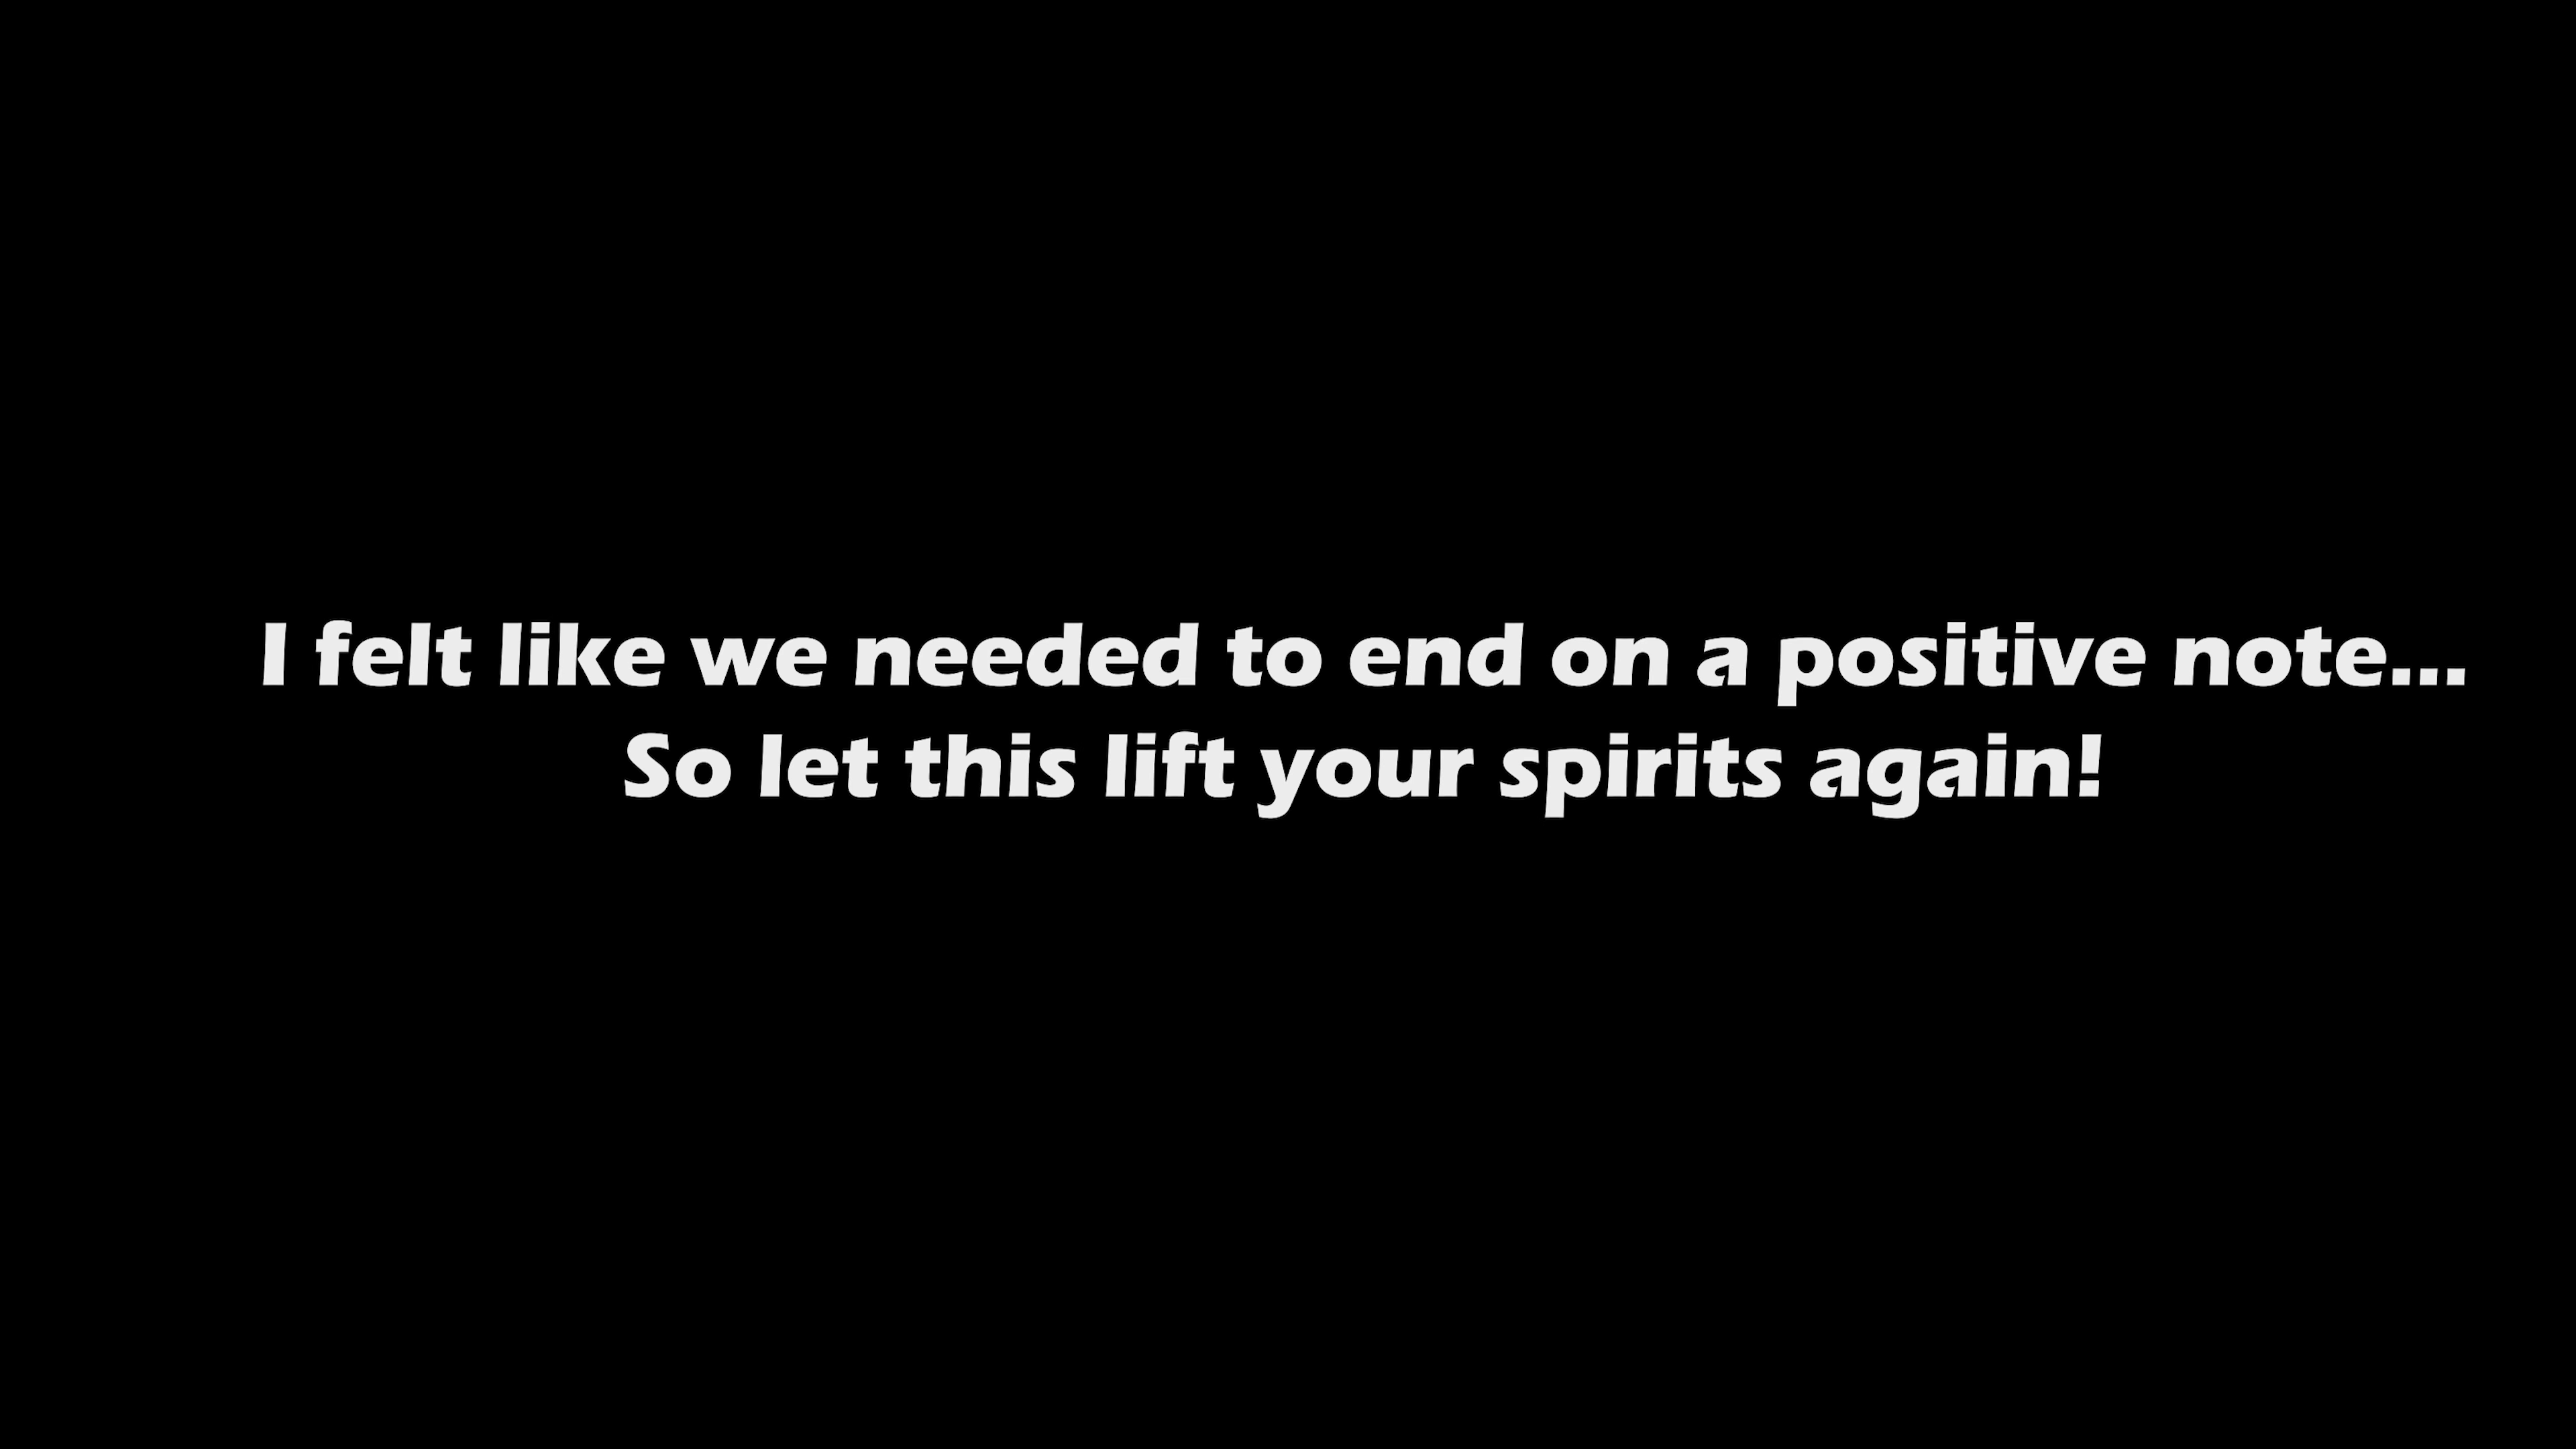 I felt like we needed to end on a positive note...
So let this lift your spirits again!